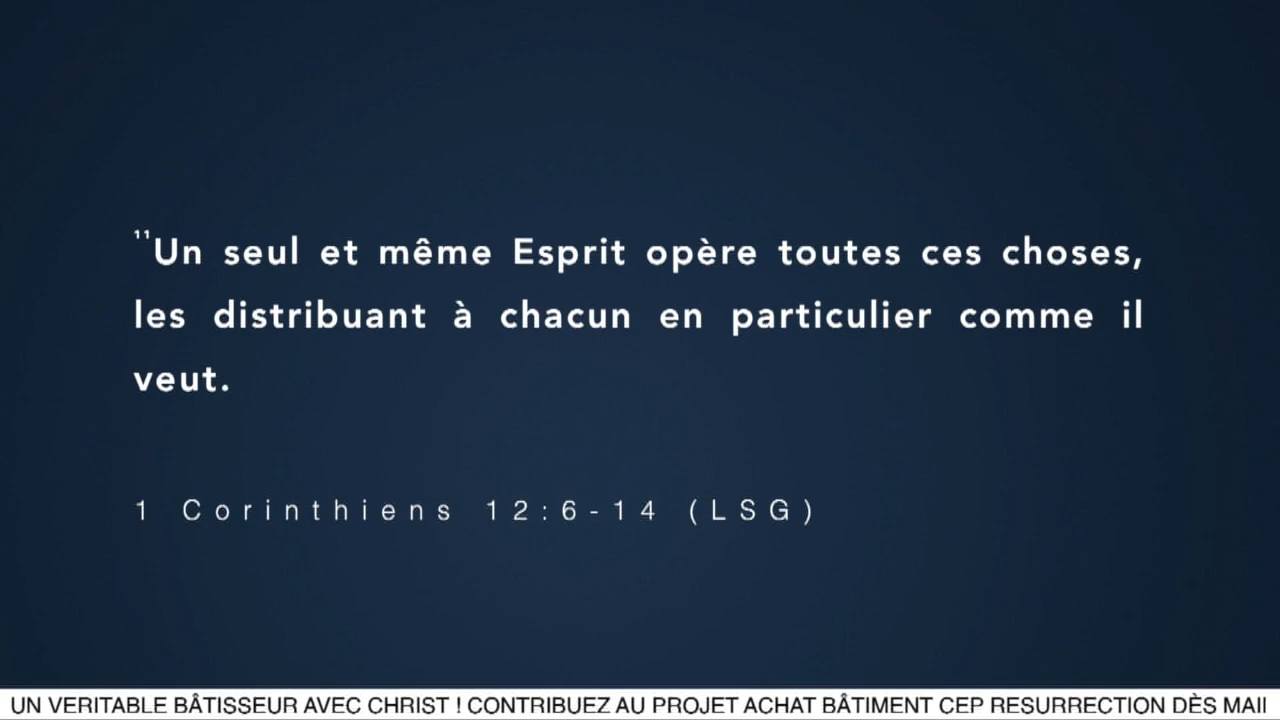 ¹¹Un seul et même Esprit opère toutes ces choses,
les distribuant à chacun en particulier comme il
veut.
1 Corinthiens 12:6-14 (LSG)
UN VERITABLE BÂTISSEUR AVEC CHRIST ! CONTRIBUEZ AU PROJET ACHAT BÂTIMENT CEP RESURRECTION DÈS